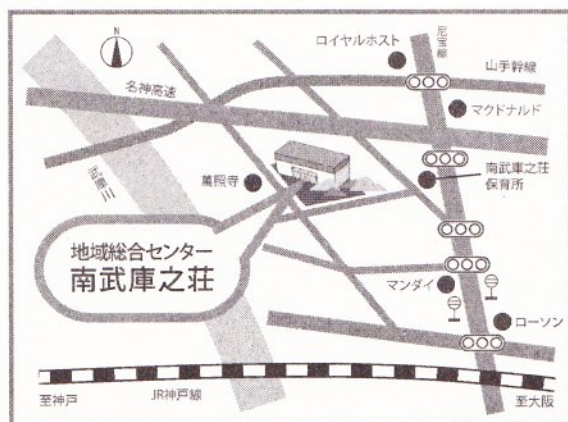 N
ロイヤルホスト
尼宝線
山手幹線
名神高速
マクドナルド
武庫川
萬照寺
南武庫之荘
保育所
地域総合センター
南武庫之荘
マンダイ
ローソン
至神戸
JR神戸線
至大阪